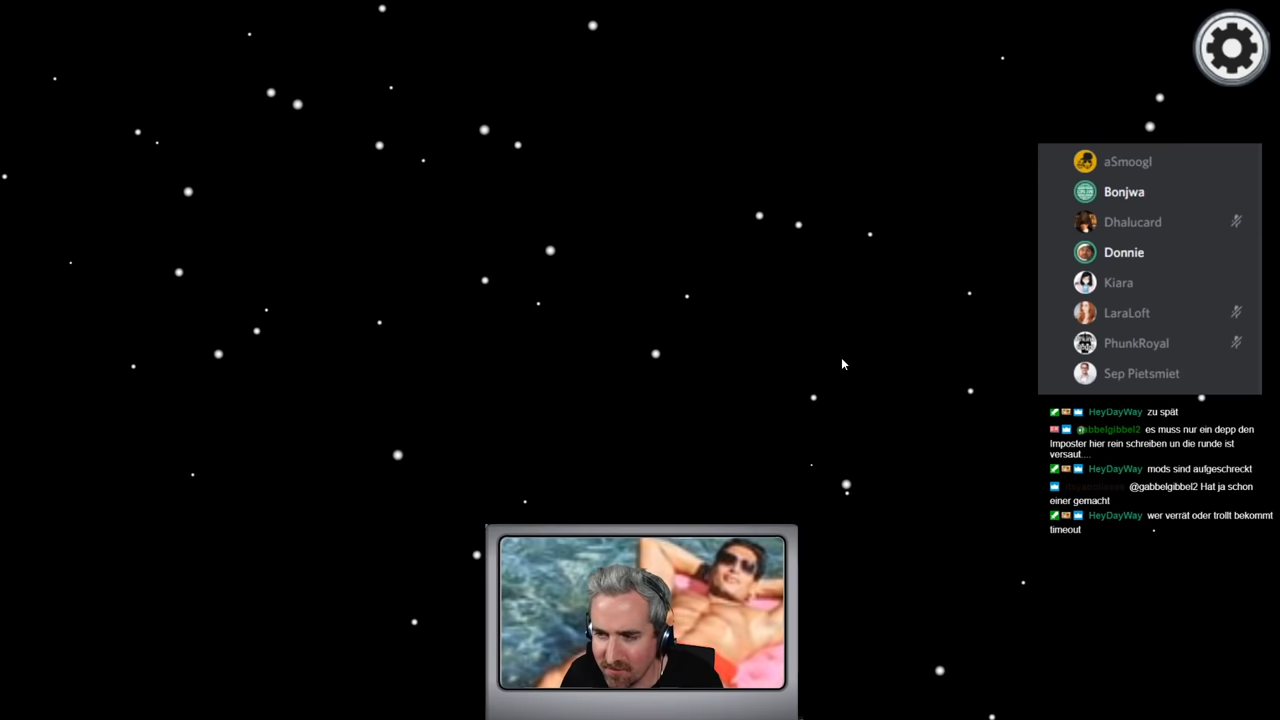 aSmoogl
Bonjwa
Dhalucard
Donnie
Kiara
LaraLoft
PhunkRoyal
Sep Pietsmiet
HeyDayWay zu spät
gabbelgibbel2 es muss nur ein depp den
Imposter hier rein schreiben un die runde ist
versaut....
HeyDayWay mods sind aufgeschreckt
@gabbelgibbel2 Hat ja schon
einer gemacht
HeyDayWay wer verrät oder trollt bekommt
timeout